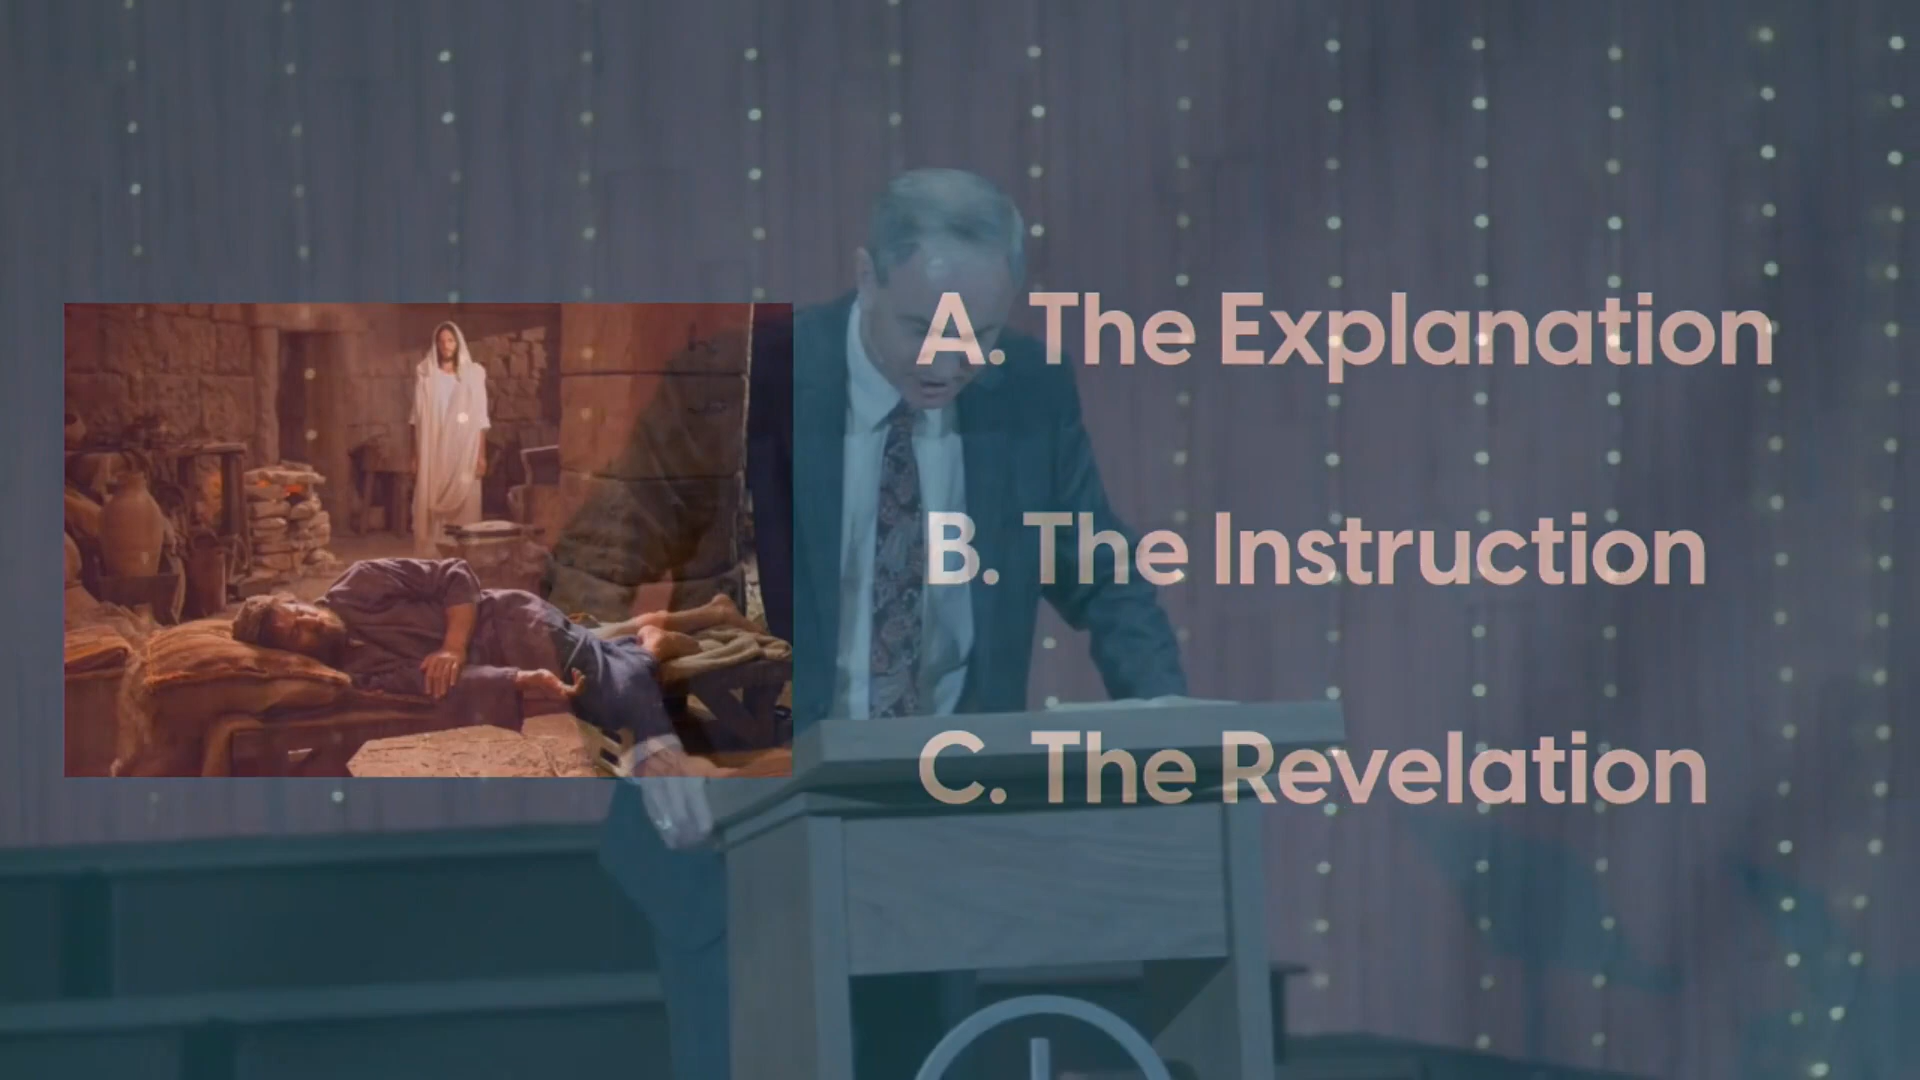 A. The Explanation
B. The Instruction
C. The Revelation